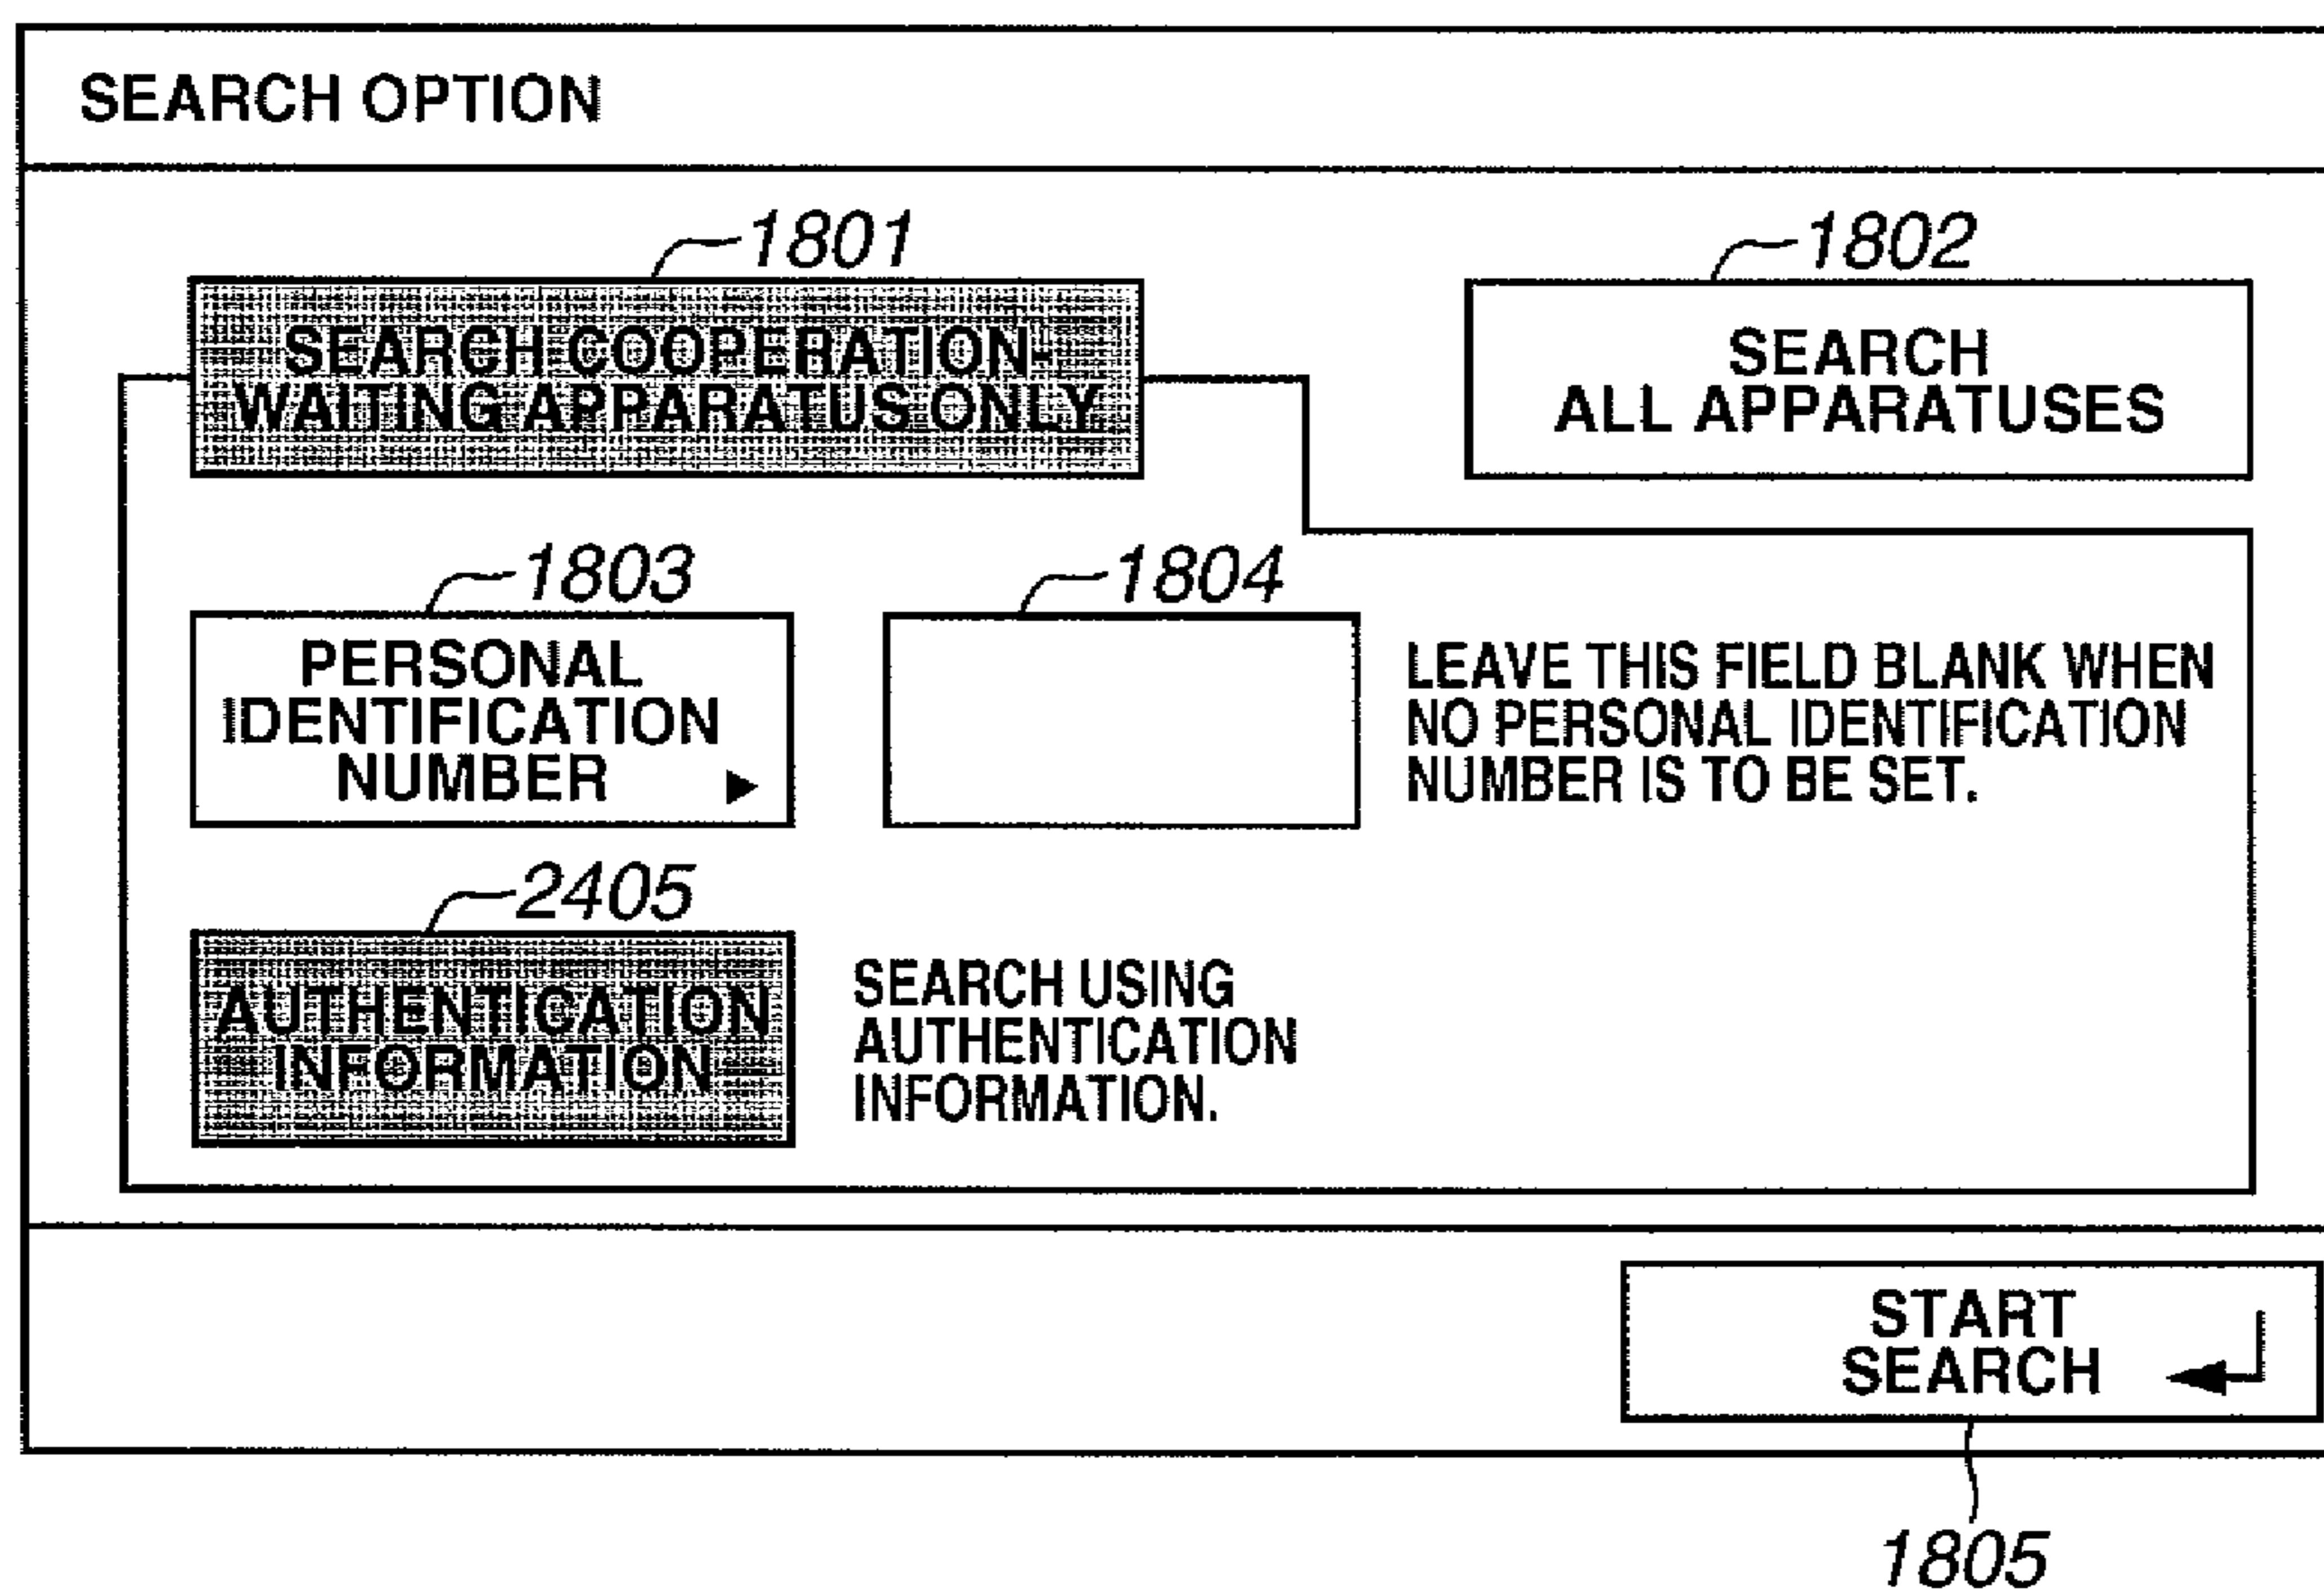 SEARCH OPTION
1801
1802
SEARCH COOPERATION-
WAITING APPARATUS ONLY
SEARCH
ALL APPARATUSES
1803
1804
PERSONAL
IDENTIFICATION
NUMBER
LEAVE THIS FIELD BLANK WHEN
NO PERSONAL IDENTIFICATION
NUMBER IS TO BE SET.
2405
AUTHENTICATION
INFORMATION
SEARCH USING
AUTHENTICATION
INFORMATION.
START
SEARCH
1805